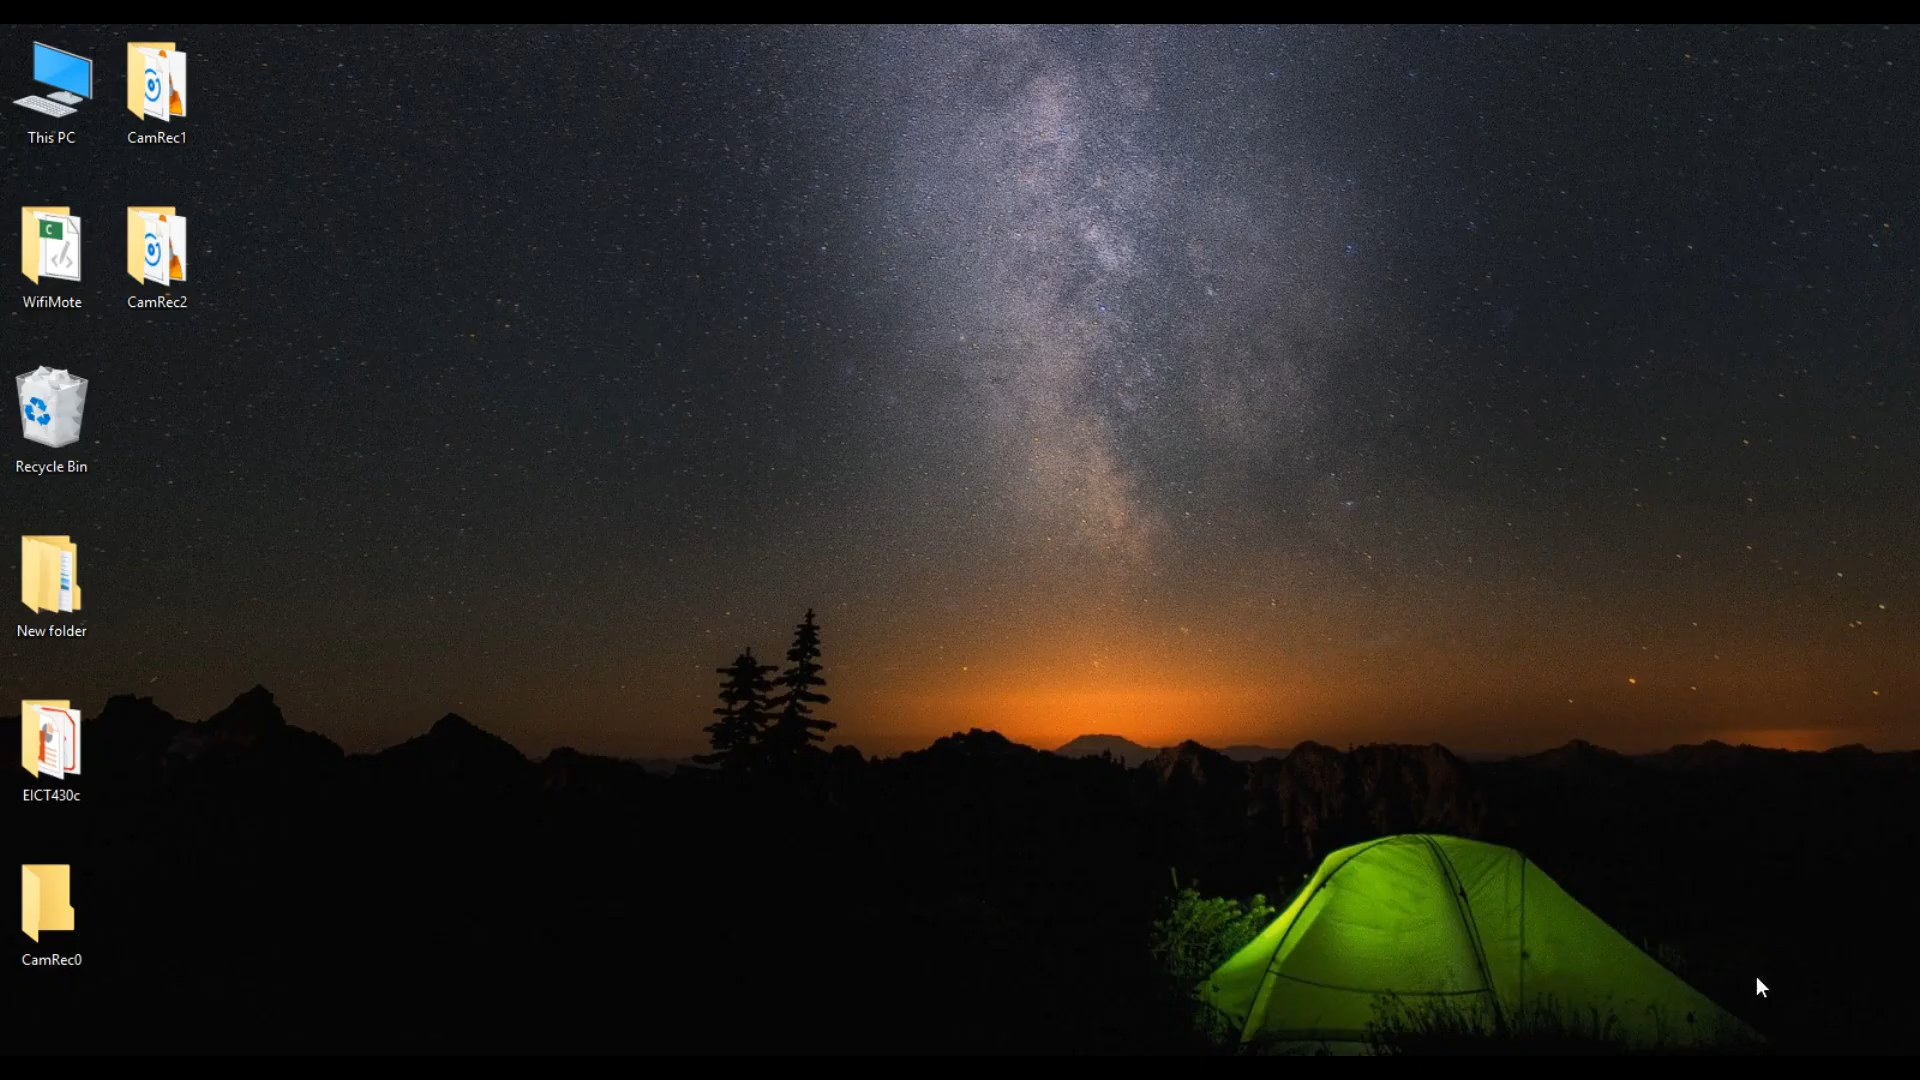 This PC
CamRec1
WifiMote
C
CamRec2
Recycle Bin
New folder
EICT430c
CamRec0